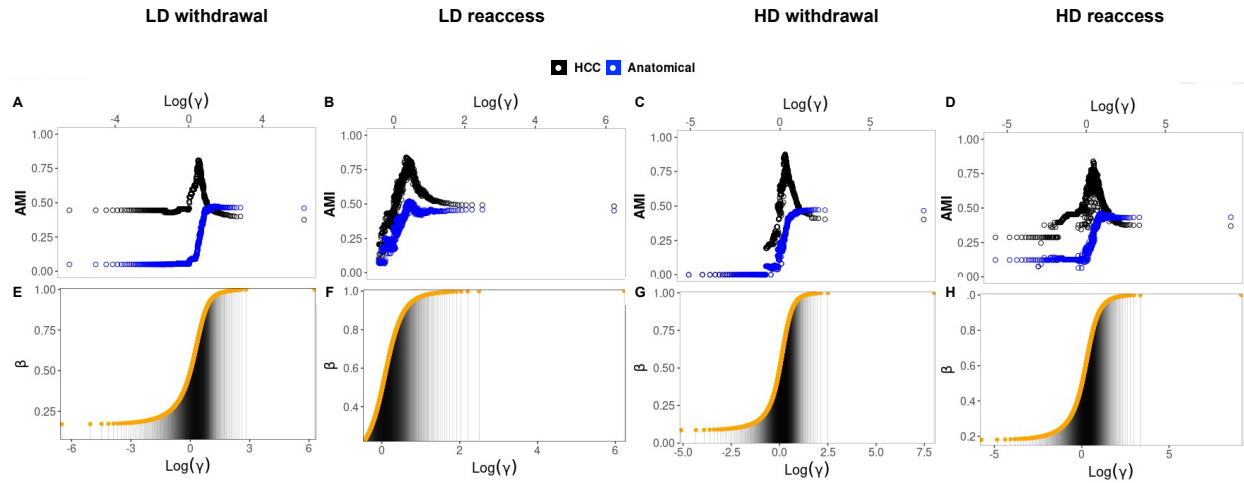 LD withdrawal LD reaccess HD withdrawal HD reaccess
HCC Anatomical
A Log(γ) B Log(γ) C Log(γ) D Log(γ)
-4 0 4 0 2 4 6 -5 0 5 -5 0 5
AMI 1.00 0.75 0.50 0.25 0.00
AMI 1.00 0.75 0.50 0.25 0.00
AMI 1.00 0.75 0.50 0.25 0.00
AMI 1.00 0.75 0.50 0.25 0.0
E β 1.00 0.75 0.50 0.25
F β 1.0 0.8 0.6 0.4
G β 1.00 0.75 0.50 0.25 0.00
H β .0 0.8 0.6 0.4 .2
-6 -3 0 3 6 0 2 4 6 -5.0 -2.5 0.0 2.5 5.0 7.5 -5 0 5
Log(γ) Log(γ) Log(γ) Log(γ)